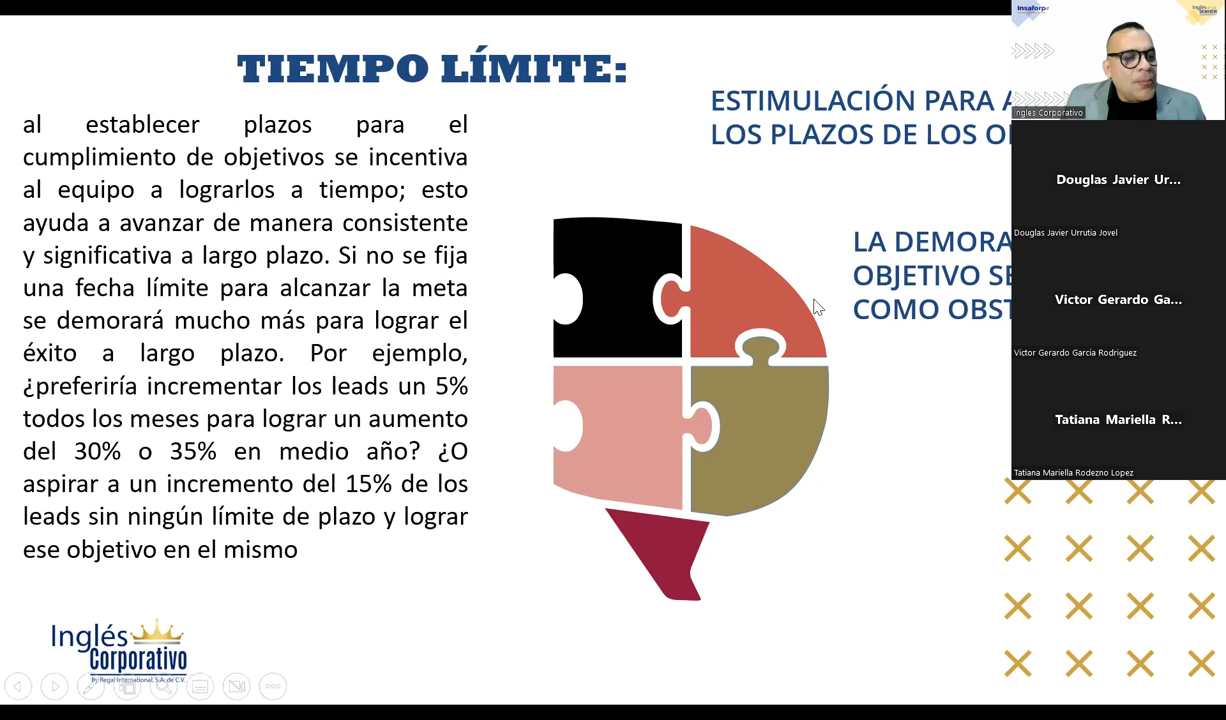 TIEMPO LÍMITE:
al establecer plazos para el
cumplimiento de objetivos se incentiva
al equipo a lograrlos a tiempo; esto
ayuda a avanzar de manera consistente
y significativa a largo plazo. Si no se fija
una fecha límite para alcanzar la meta
se demorará mucho más para lograr el
éxito a largo plazo. Por ejemplo,
¿preferiría incrementar los leads un 5%
todos los meses para lograr un aumento
del 30% o 35% en medio año? ¿O
aspirar a un incremento del 15% de los
leads sin ningún límite de plazo y lograr
ese objetivo en el mismo
ESTIMULACIÓN PARA
LOS PLAZOS DE LOS
LA DEMORA
OBJETIVO
COMO
Inglés
Corporativo
By Regal International, S.A. de C.V.
Insaforp
Ingles Corporativo
Douglas Javier Ur...
Douglas Javier Urrutia Jovel
Victor Gerardo Ga...
Victor Gerardo Garcia Rodriguez
Tatiana Mariella R...
Tatiana Mariella Rodezno Lopez